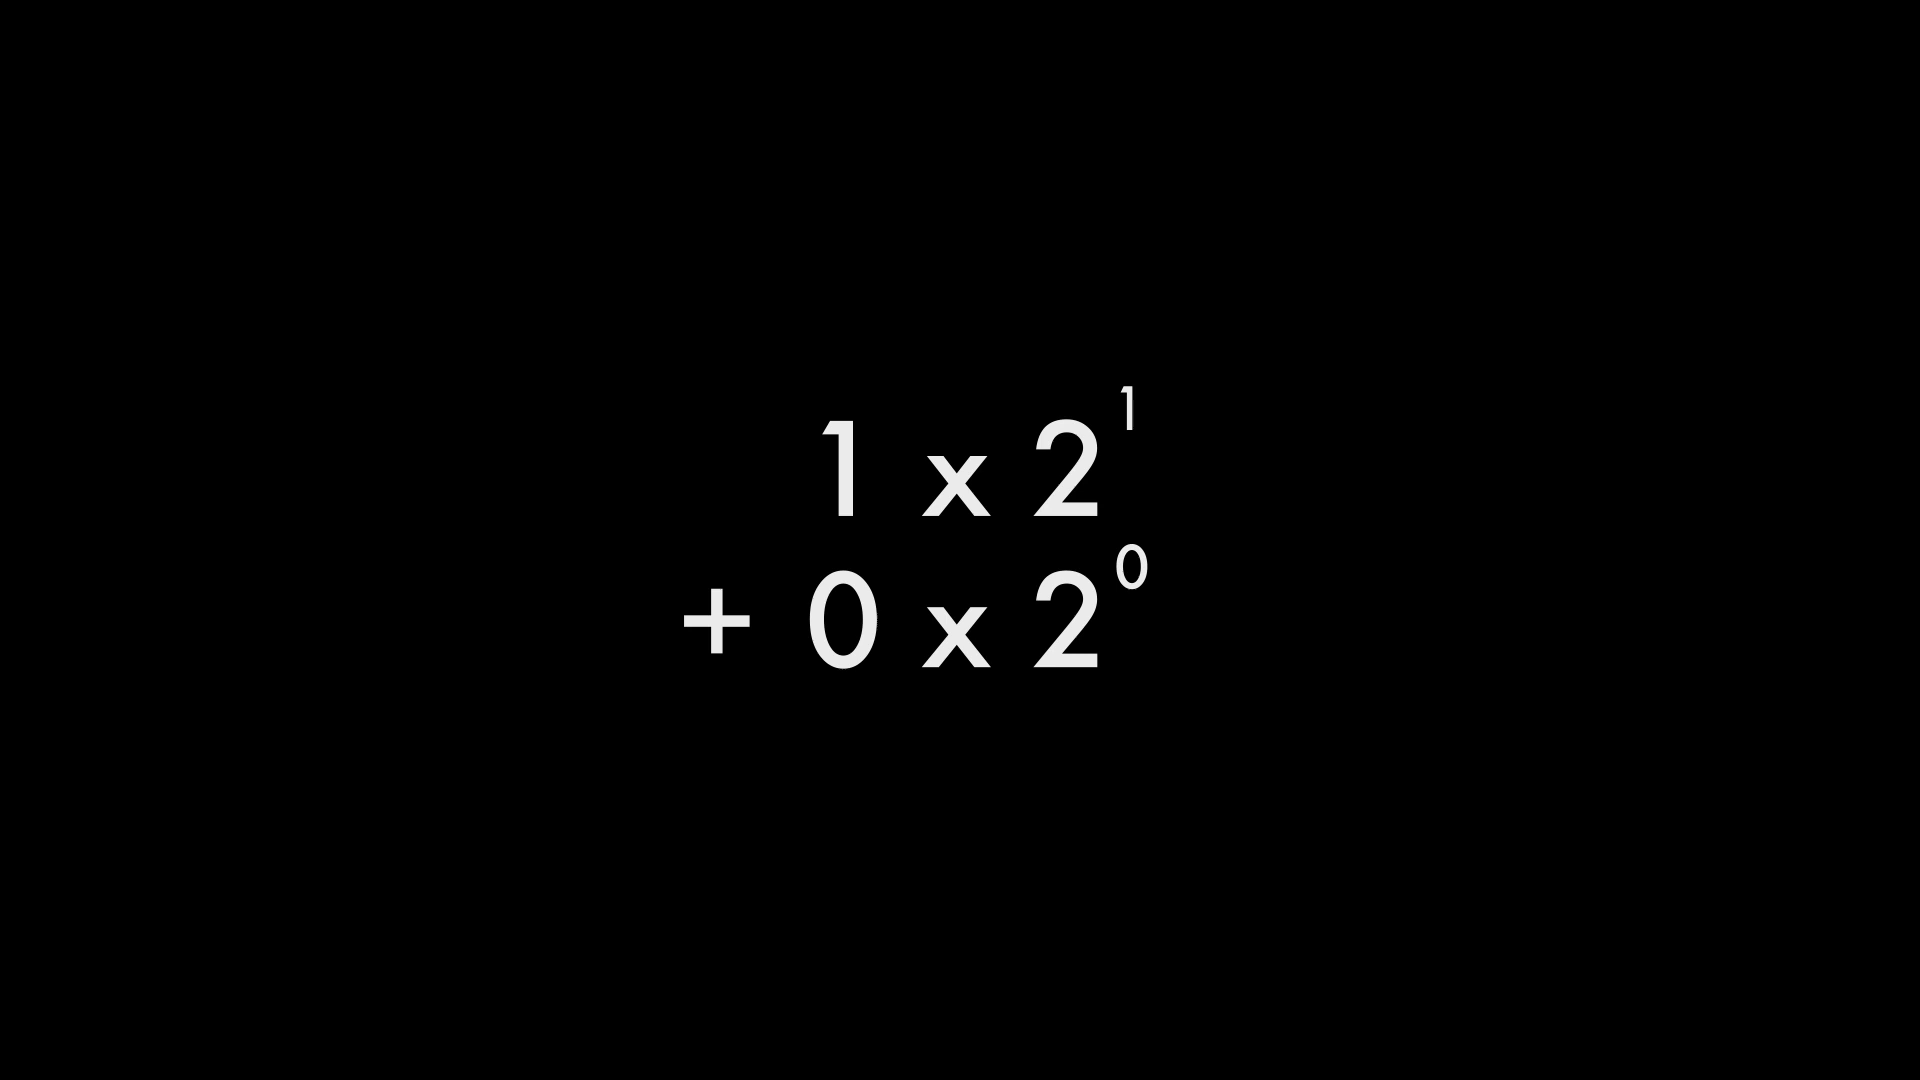 1 x 2¹
+ 0 x 2⁰